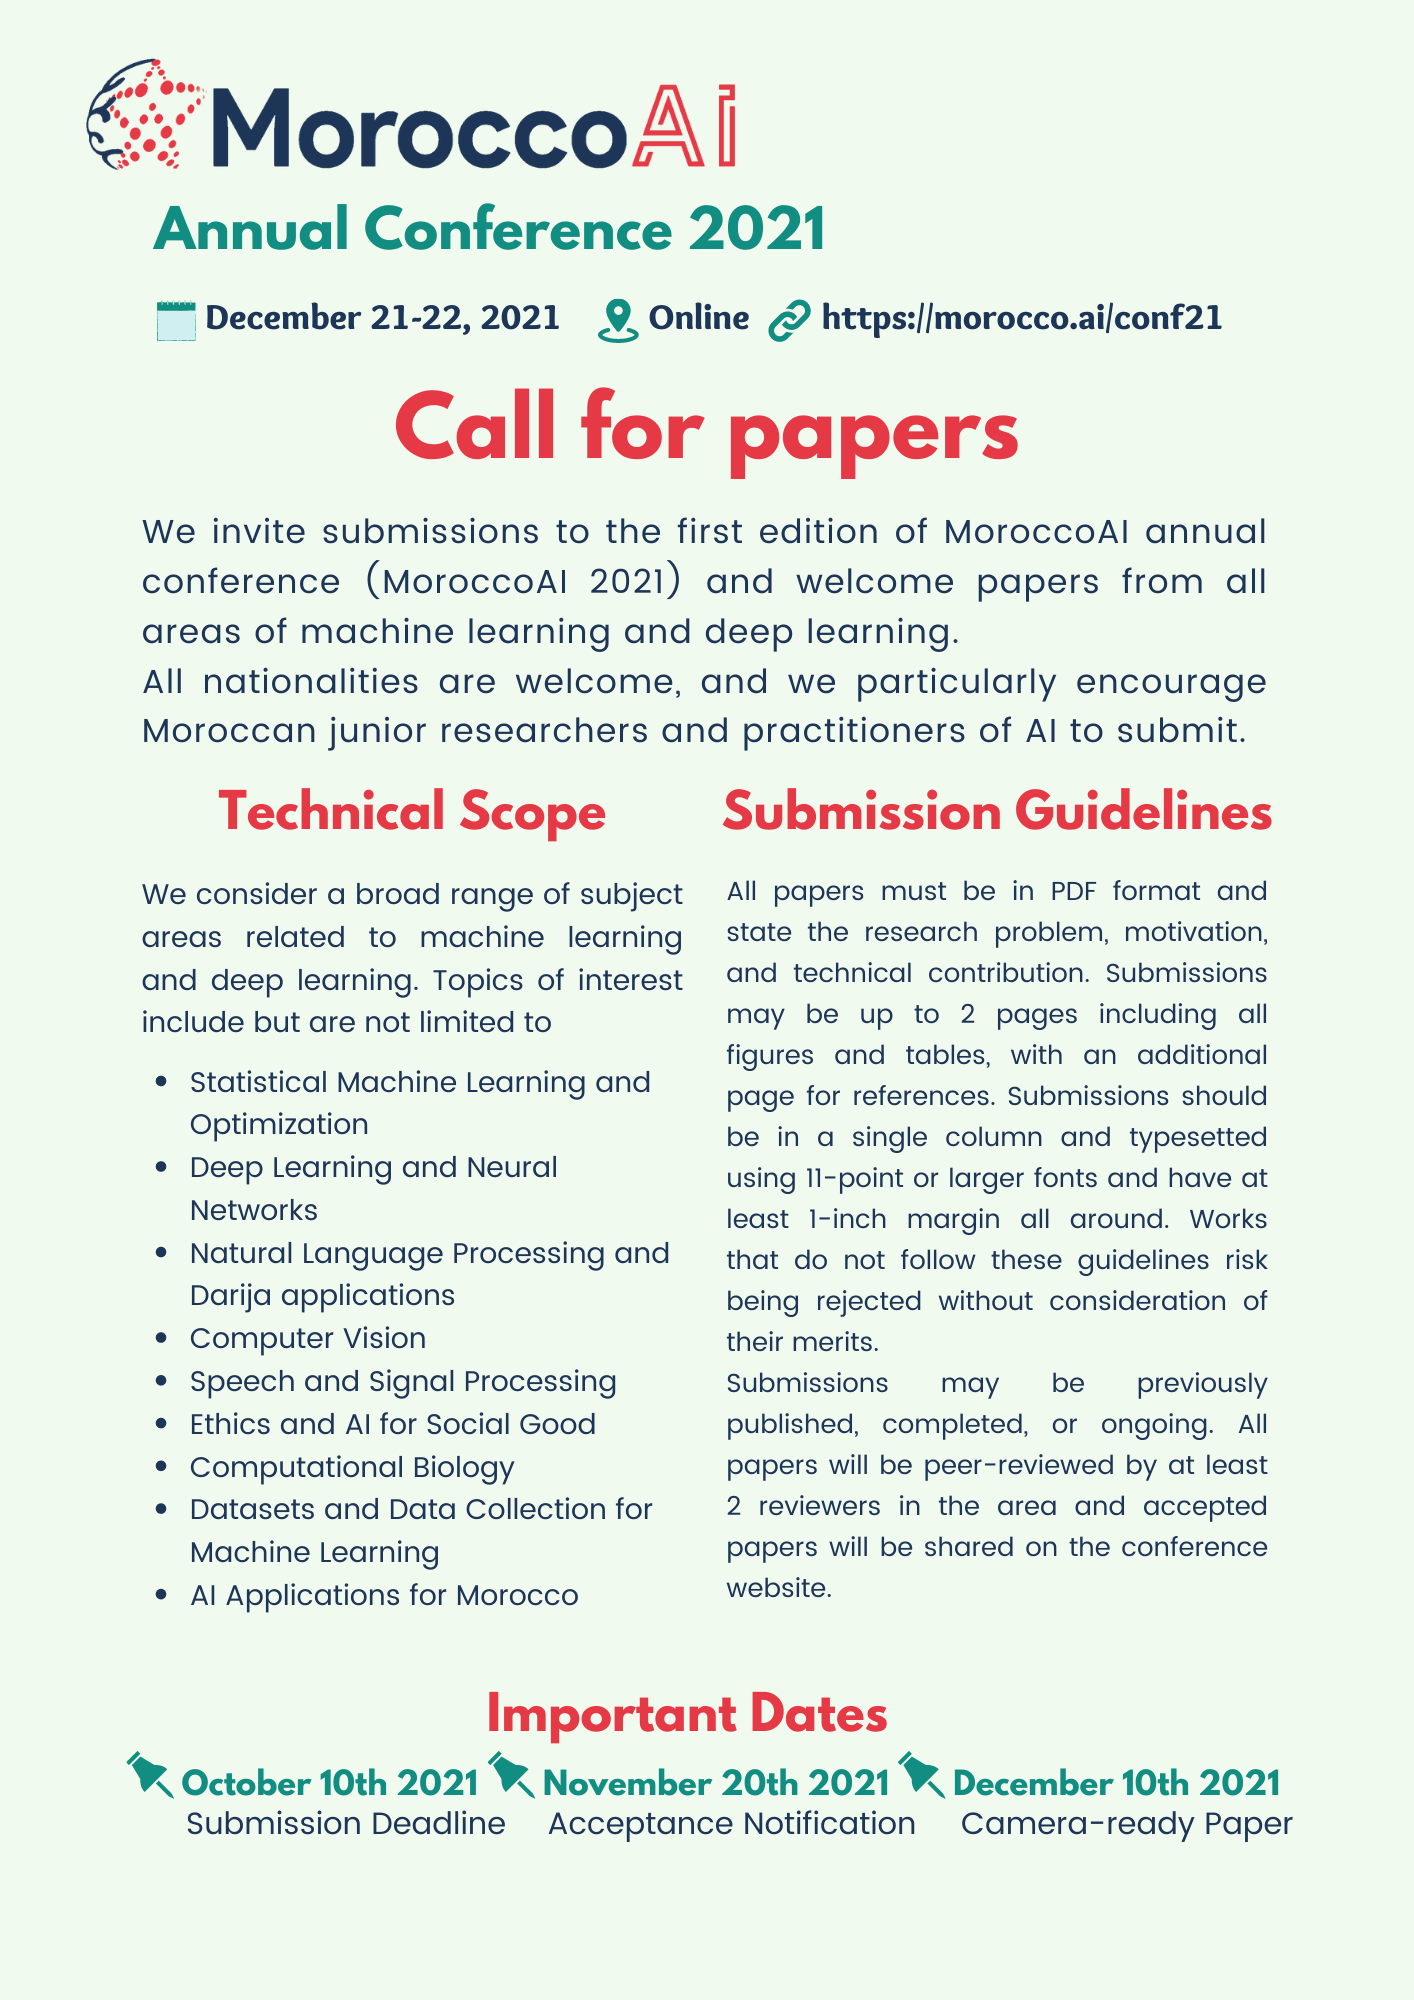 MoroccoAi
Annual Conference 2021
December 21-22, 2021 Online https://morocco.ai/conf21
Call for papers
We invite submissions to the first edition of MoroccoAI annual
conference (MoroccoAI 2021) and welcome papers from all
areas of machine learning and deep learning.
All nationalities are welcome, and we particularly encourage
Moroccan junior researchers and practitioners of AI to submit.
Technical Scope
We consider a broad range of subject
areas related to machine learning
and deep learning. Topics of interest
include but are not limited to
• Statistical Machine Learning and
Optimization
• Deep Learning and Neural
Networks
• Natural Language Processing and
Darija applications
• Computer Vision
• Speech and Signal Processing
• Ethics and AI for Social Good
• Computational Biology
• Datasets and Data Collection for
Machine Learning
• AI Applications for Morocco
Submission Guidelines
All papers must be in PDF format and
state the research problem, motivation,
and technical contribution. Submissions
may be up to 2 pages including all
figures and tables, with an additional
page for references. Submissions should
be in a single column and typesetted
using 11-point or larger fonts and have at
least 1-inch margin all around. Works
that do not follow these guidelines risk
being rejected without consideration of
their merits.
Submissions may be previously
published, completed, or ongoing. All
papers will be peer-reviewed by at least
2 reviewers in the area and accepted
papers will be shared on the conference
website.
Important Dates
October 10th 2021 November 20th 2021 December 10th 2021
Submission Deadline Acceptance Notification Camera-ready Paper